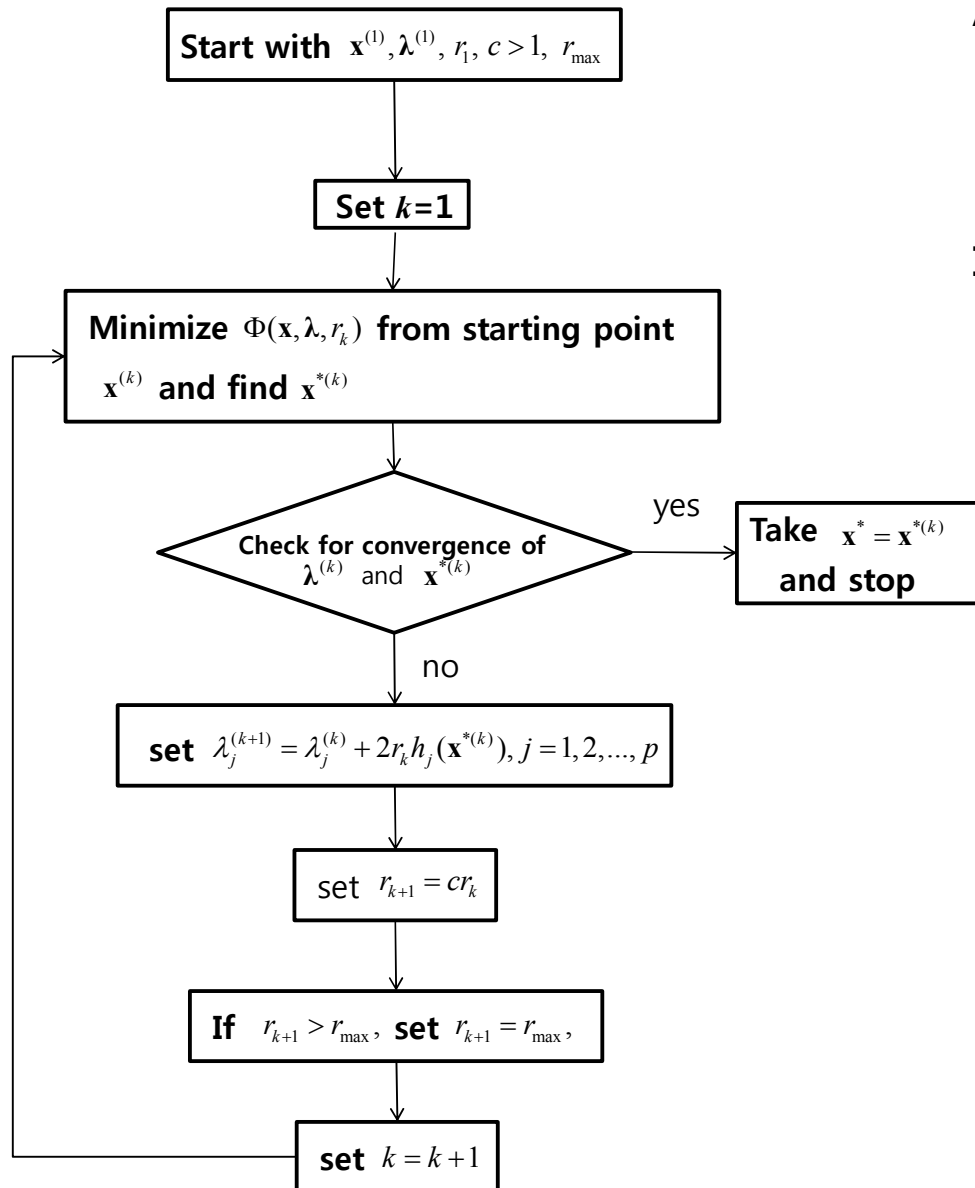 Start with x^(1), λ^(1), r_1, c > 1, r_max
Set k=1
Minimize Φ(x, λ, r_k) from starting point
x^(k) and find x^*(k)
Check for convergence of
λ^(k) and x^*(k)
yes
Take x^* = x^*(k)
and stop
no
set λ_j^(k+1) = λ_j^(k) + 2r_k h_j(x^*(k)), j = 1, 2, ..., p
set r_{k+1} = cr_k
If r_{k+1} > r_max, set r_{k+1} = r_max,
set k = k + 1